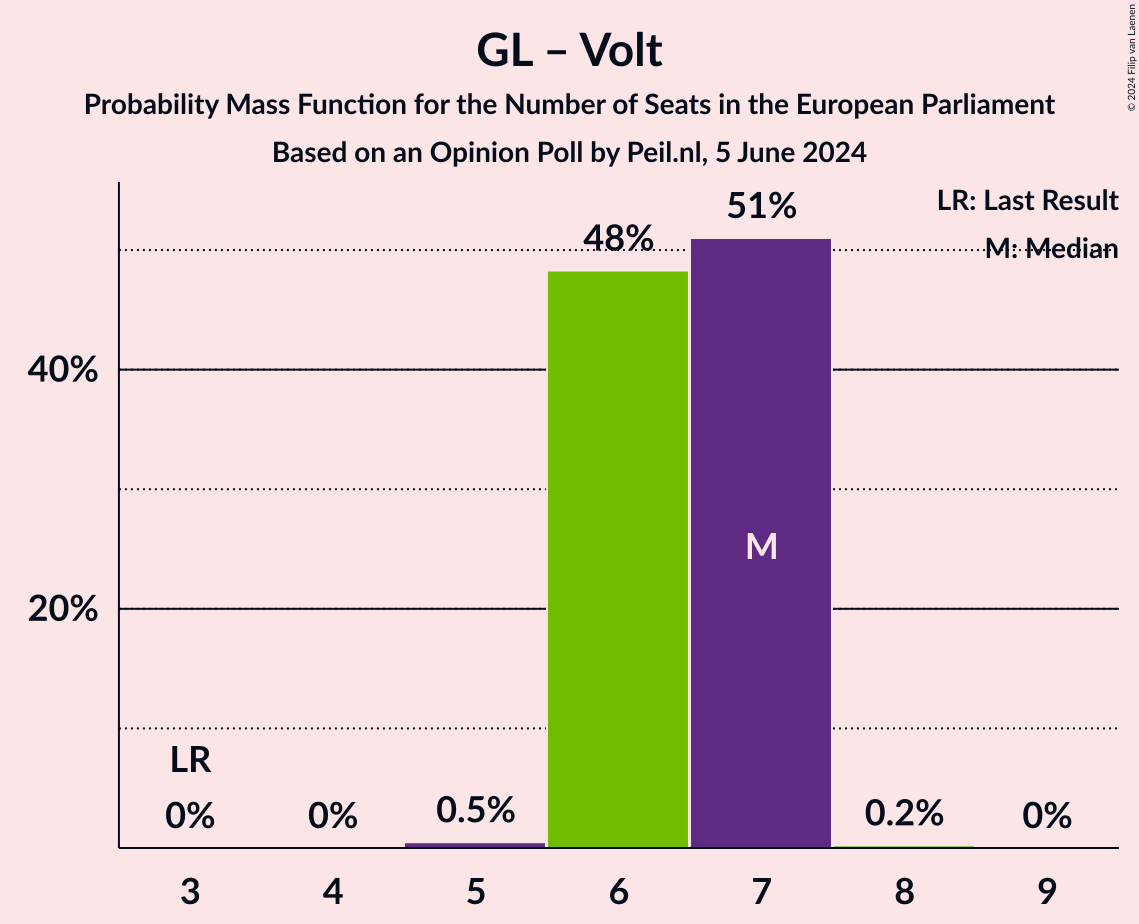 GL – Volt
Probability Mass Function for the Number of Seats in the European Parliament
Based on an Opinion Poll by Peil.nl, 5 June 2024
© 2024 Filip van Laenen
LR: Last Result
M: Median
51%
48%
40%
M
20%
LR
0%
0%
0.5%
0.2%
0%
3 4 5 6 7 8 9